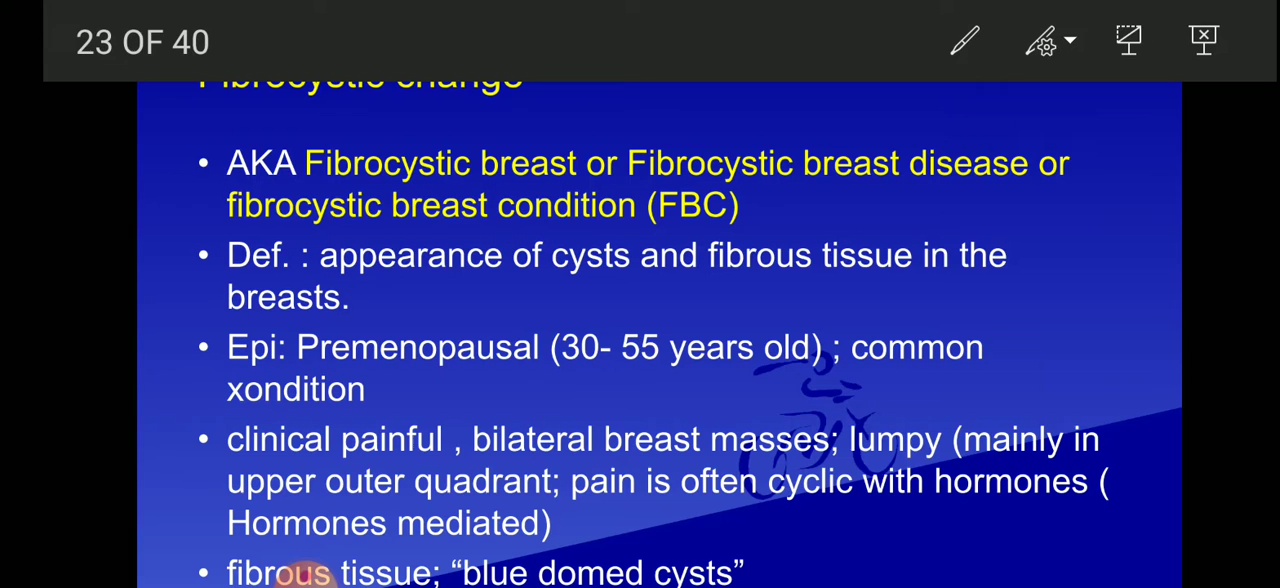 23 OF 40
Fibrocystic change
• AKA Fibrocystic breast or Fibrocystic breast disease or
fibrocystic breast condition (FBC)
• Def. : appearance of cysts and fibrous tissue in the
breasts.
• Epi: Premenopausal (30- 55 years old) ; common
xondition
• clinical painful , bilateral breast masses; lumpy (mainly in
upper outer quadrant; pain is often cyclic with hormones (
Hormones mediated)
• fibrous tissue; “blue domed cysts”